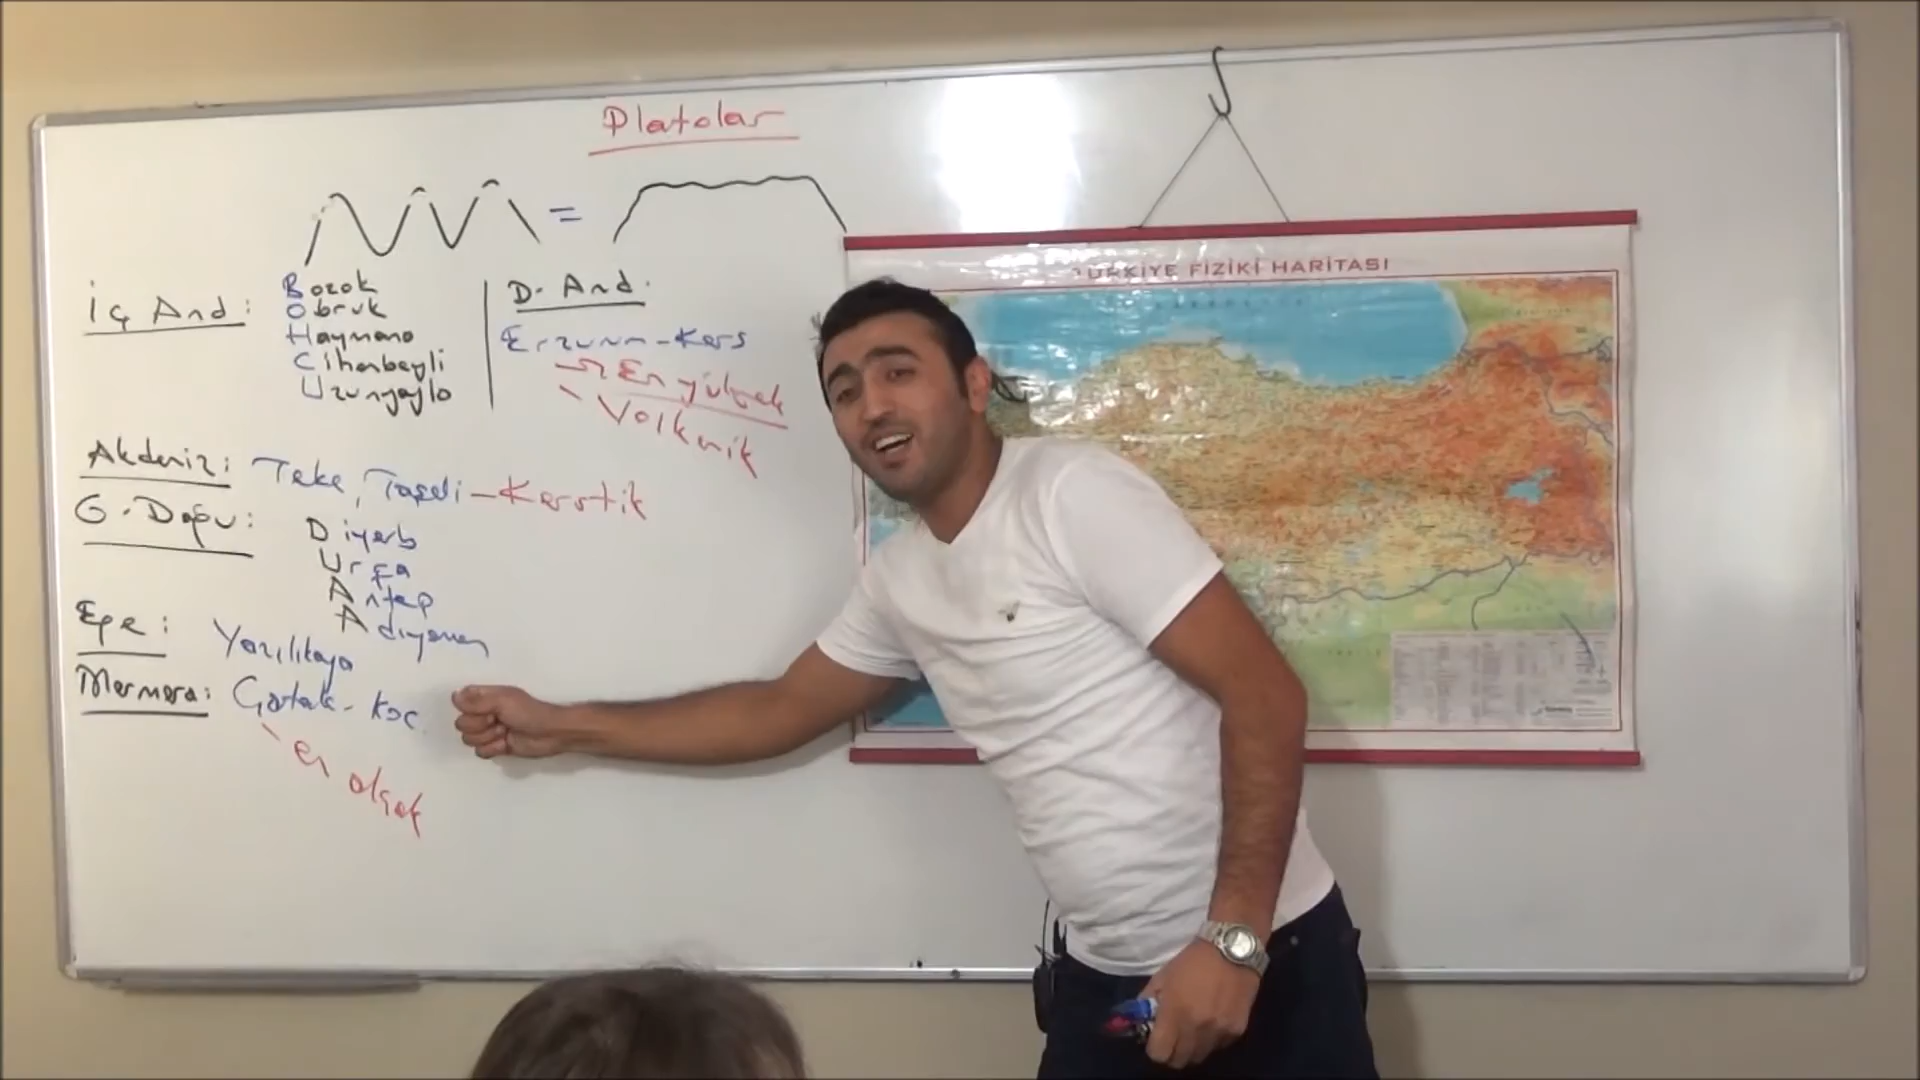 Platolar
=
İç And:
Bozok
Obruk
Haymana
Cihanbeyli
Uzunyayla
D. And.
Erzurum-Kars
En yüksek
Volkanik
Akdeniz: Teke, Taşeli - Karstik
G. Doğu:
Diyarb
Urfa
Antep
Adıyaman
Ege: Yazılıkaya
Marmara: Çatalc-Koc
en alçak
TÜRKİYE FİZİKİ HARİTASI